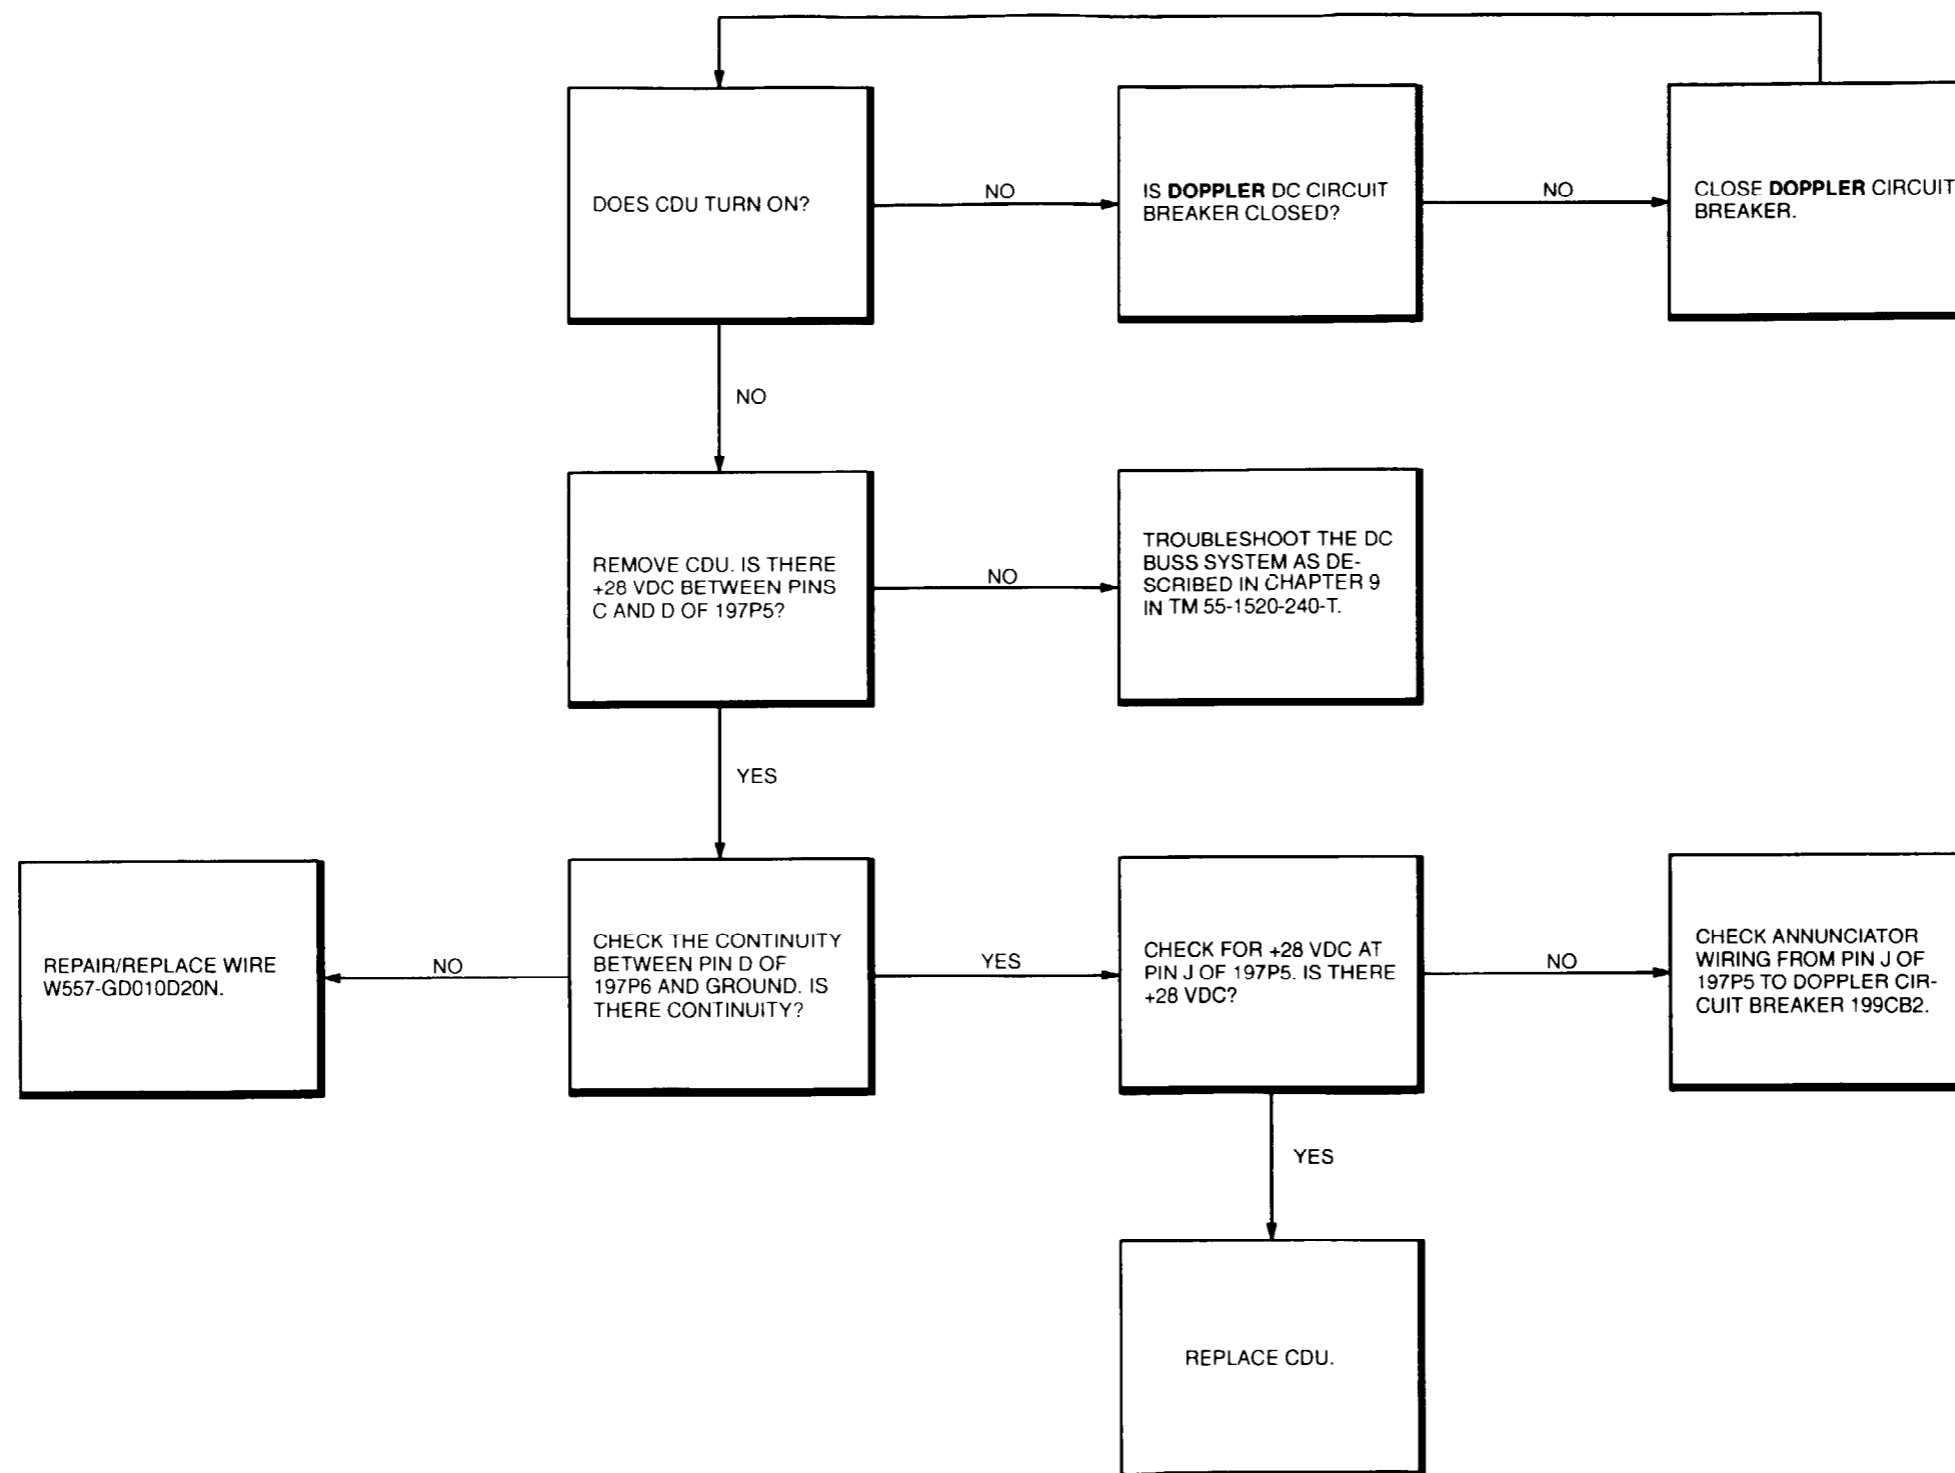 DOES CDU TURN ON?
NO
IS DOPPLER DC CIRCUIT
BREAKER CLOSED?
NO
CLOSE DOPPLER CIRCUIT
BREAKER.
NO
REMOVE CDU. IS THERE
+28 VDC BETWEEN PINS
C AND D OF 197P5?
NO
TROUBLESHOOT THE DC
BUSS SYSTEM AS DE-
SCRIBED IN CHAPTER 9
IN TM 55-1520-240-T.
YES
REPAIR/REPLACE WIRE
W557-GD010D20N.
NO
CHECK THE CONTINUITY
BETWEEN PIN D OF
197P6 AND GROUND. IS
THERE CONTINUITY?
YES
CHECK FOR +28 VDC AT
PIN J OF 197P5. IS THERE
+28 VDC?
NO
CHECK ANNUNCIATOR
WIRING FROM PIN J OF
197P5 TO DOPPLER CIR-
CUIT BREAKER 199CB2.
YES
REPLACE CDU.